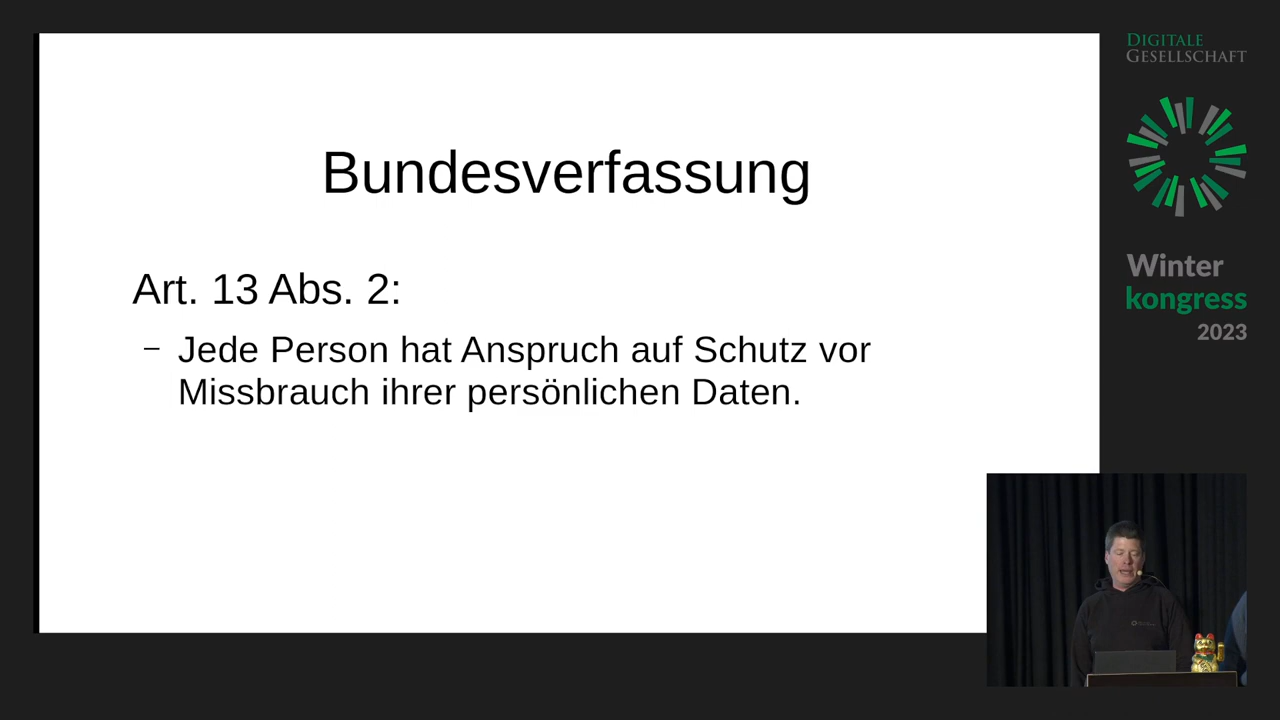 Bundesverfassung
Art. 13 Abs. 2:
– Jede Person hat Anspruch auf Schutz vor
Missbrauch ihrer persönlichen Daten.
DIGITALE
GESELLSCHAFT
Winter
kongress
2023